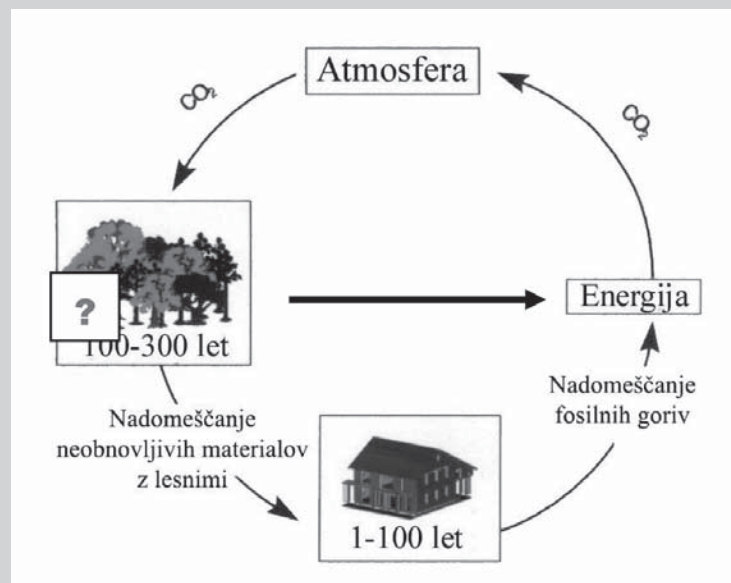 Atmosfera
CO2
CO2
?
100-300 let
Energija
Nadomeščanje
neobnovljivih materialov
z lesnimi
Nadomeščanje
fosilnih goriv
1-100 let